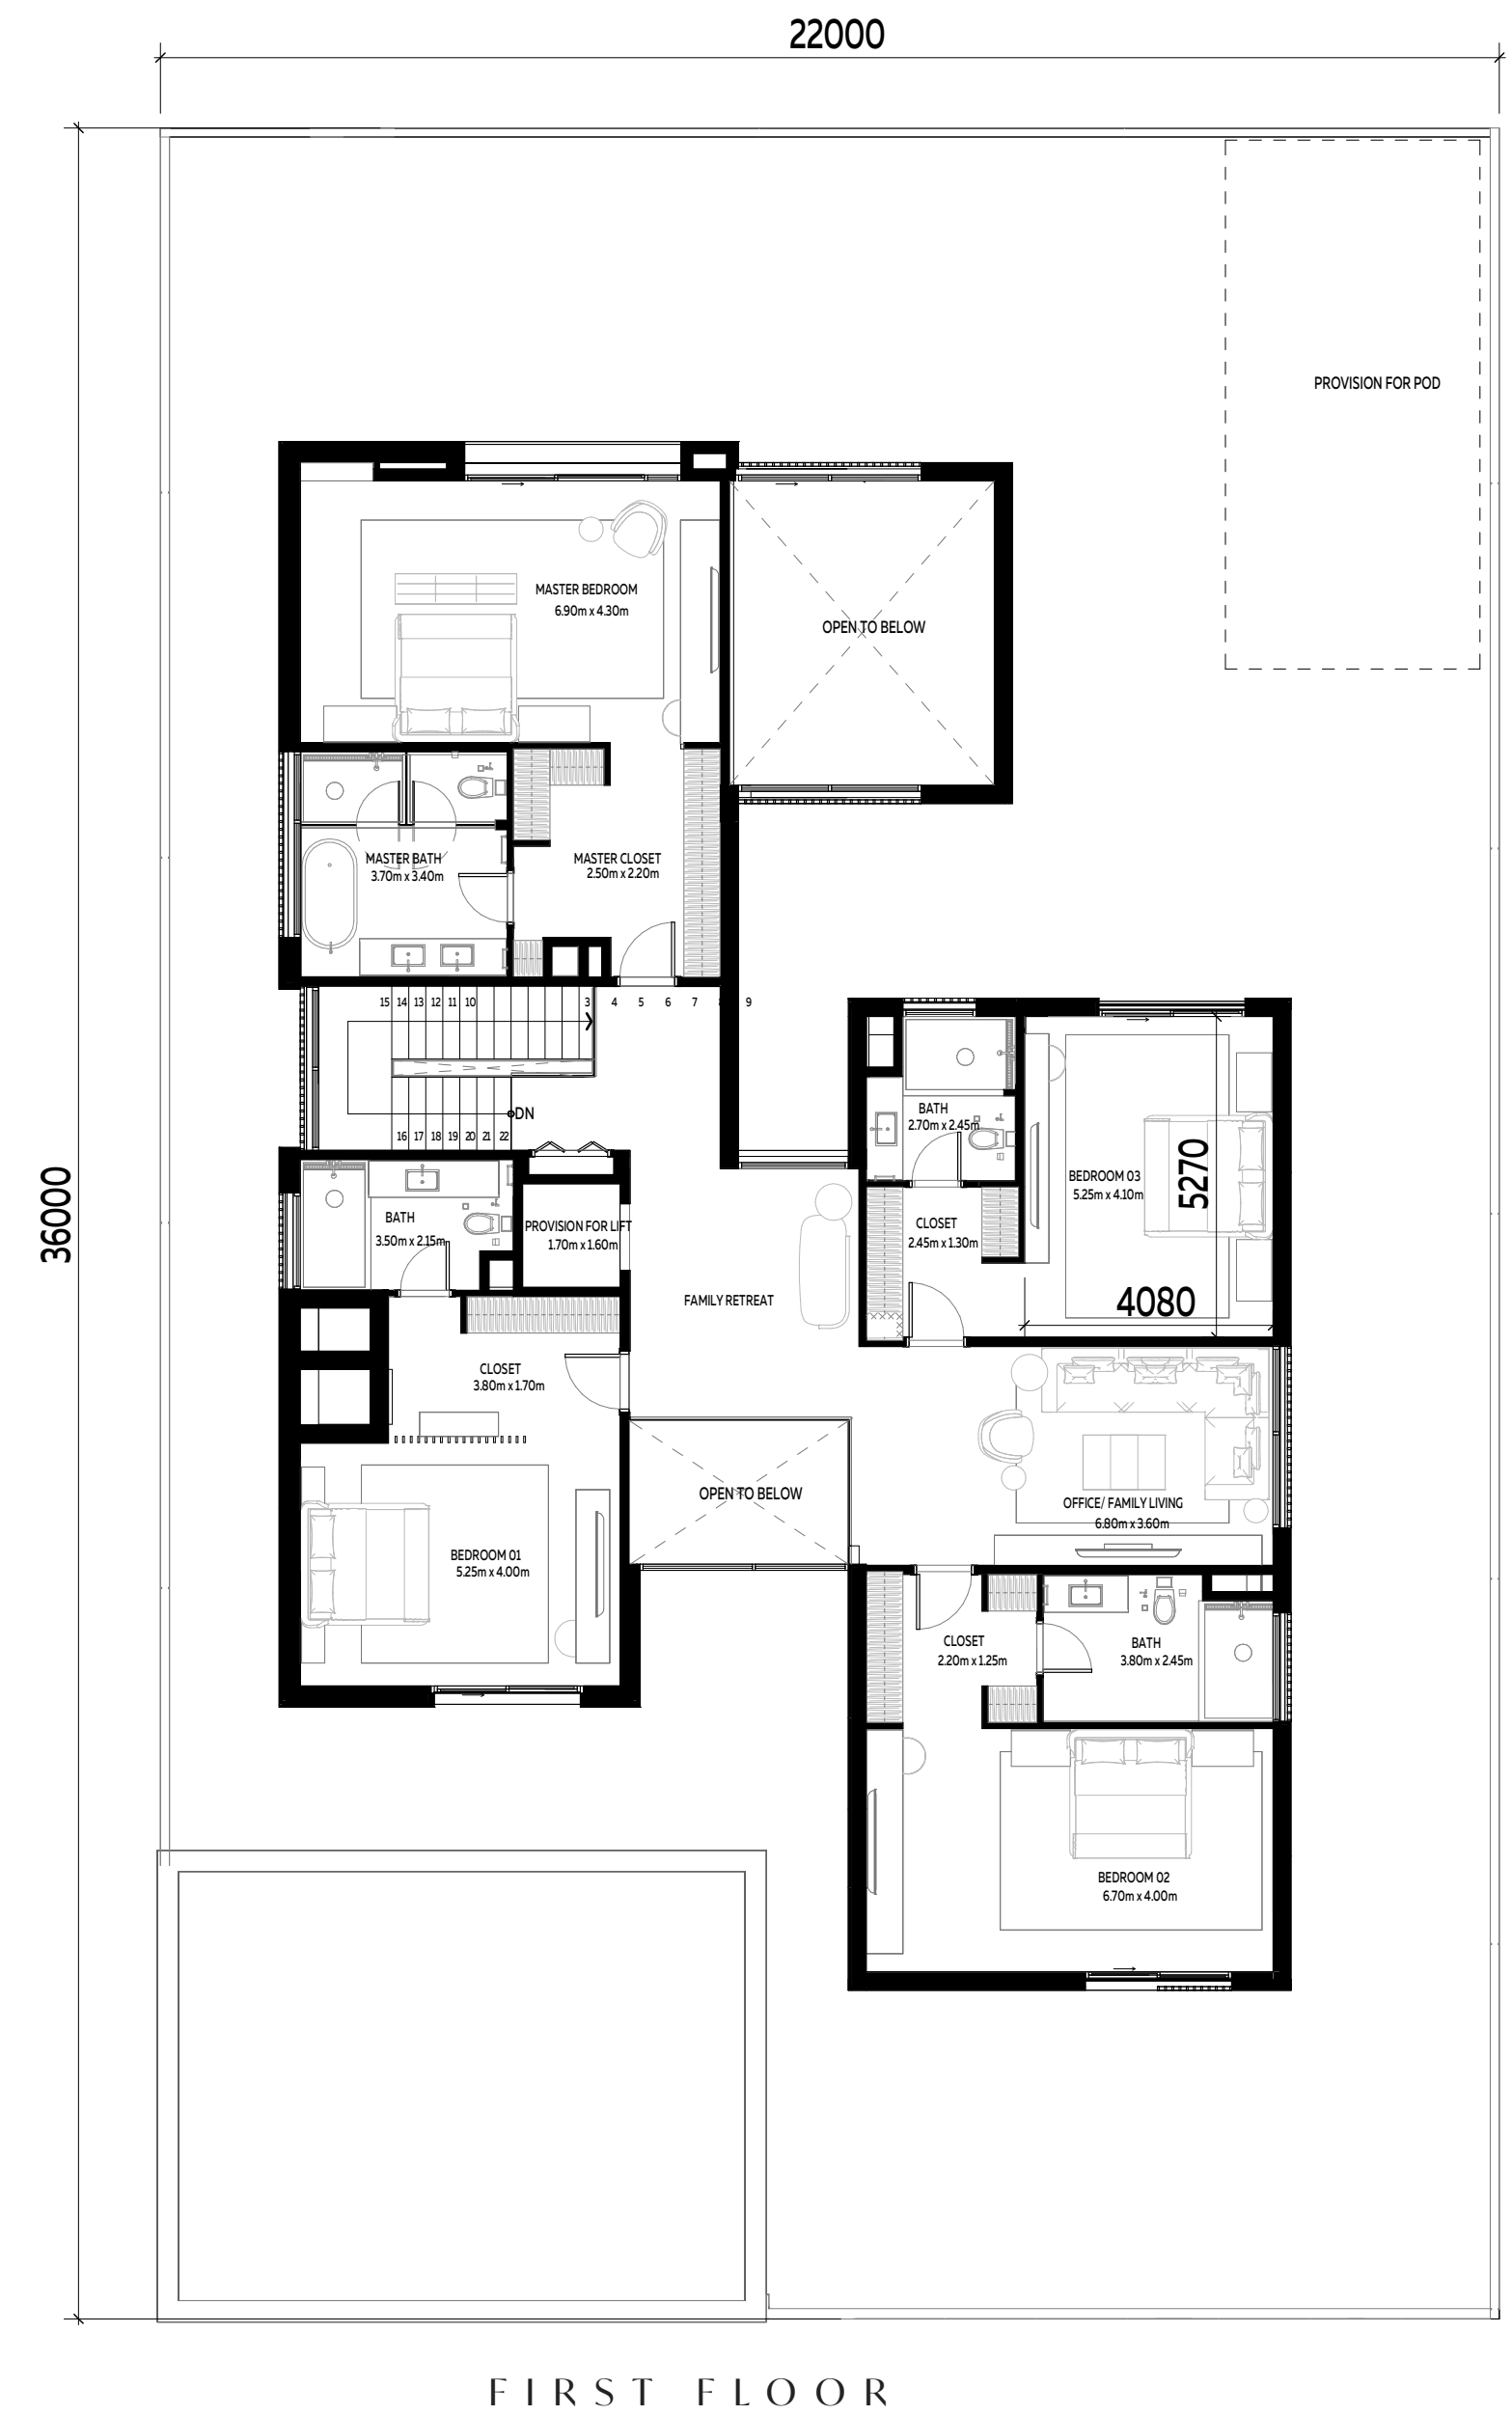 22000
PROVISION FOR POD
MASTER BEDROOM
6.90m x 4.30m
OPEN TO BELOW
MASTER BATH
3.70m x 3.40m
MASTER CLOSET
2.50m x 2.20m
15 14 13 12 11 10 3 4 5 6 7 8 9
DN
16 17 18 19 20 21 22
BATH
2.70m x 2.45m
BEDROOM 03
5.25m x 4.10m
5270
36000
BATH
3.50m x 2.15m
PROVISION FOR LIFT
1.70m x 1.60m
CLOSET
2.45m x 1.30m
FAMILY RETREAT
4080
CLOSET
3.80m x 1.70m
OPEN TO BELOW
OFFICE/ FAMILY LIVING
6.80m x 3.60m
BEDROOM 01
5.25m x 4.00m
CLOSET
2.20m x 1.25m
BATH
3.80m x 2.45m
BEDROOM 02
6.70m x 4.00m
FIRST FLOOR